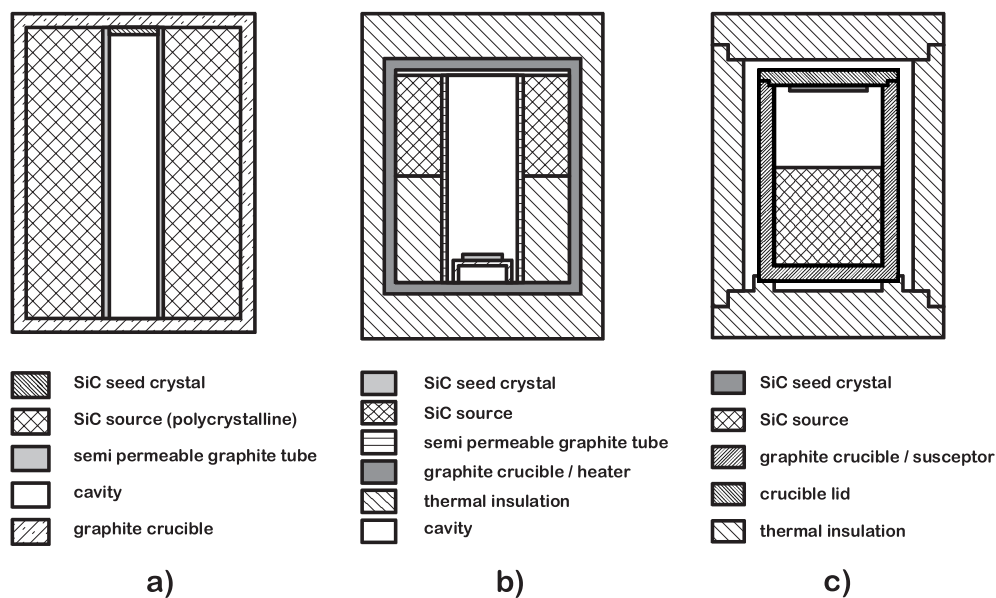 SiC seed crystal
SiC source (polycrystalline)
semi permeable graphite tube
cavity
graphite crucible
a)
SiC seed crystal
SiC source
semi permeable graphite tube
graphite crucible / heater
thermal insulation
cavity
b)
SiC seed crystal
SiC source
graphite crucible / susceptor
crucible lid
thermal insulation
c)